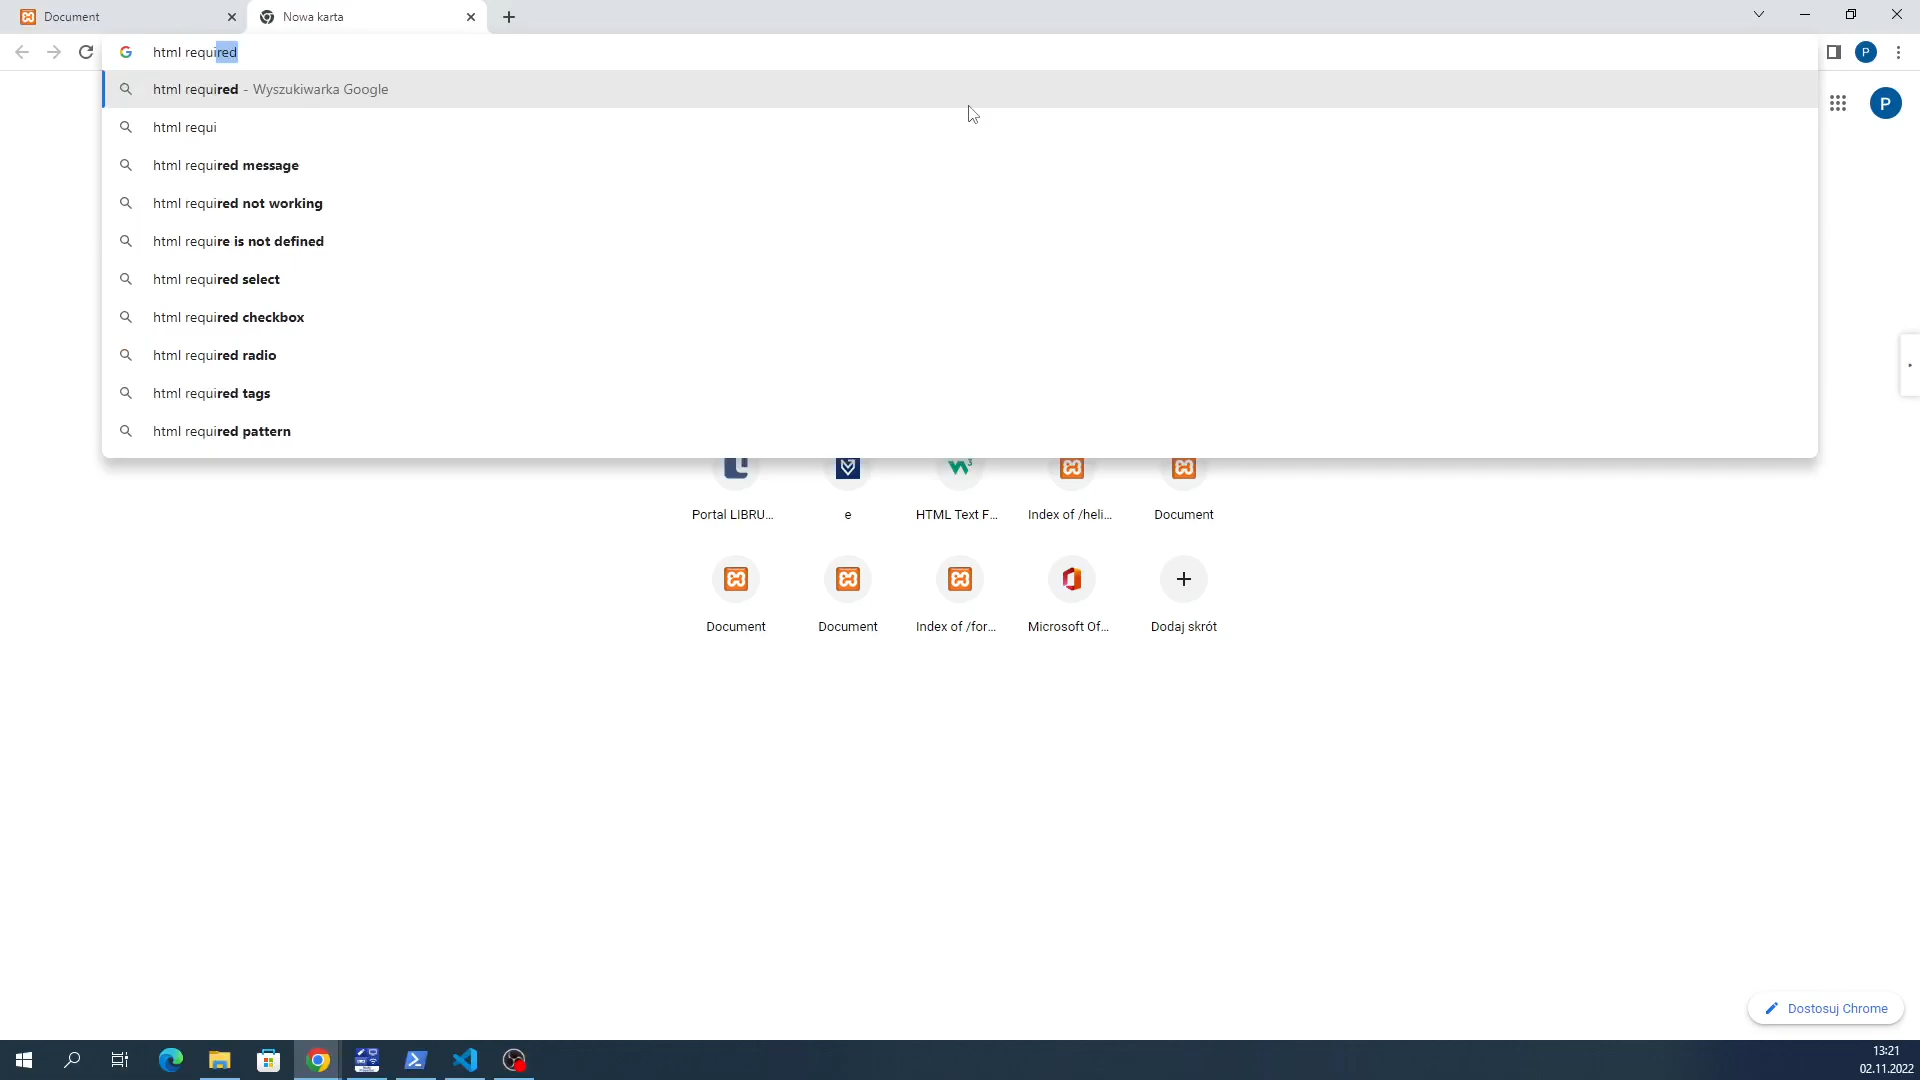 Document
Nowa karta
html required
P
html required - Wyszukiwarka Google
html requi
P
html required message
html required not working
html require is not defined
html required select
html required checkbox
html required radio
html required tags
html required pattern
Portal LIBRU...
e
HTML Text F...
Index of /heli...
Document
Document
Document
Index of /for...
Microsoft Of...
Dodaj skrót
Dostosuj Chrome
13:21
02.11.2022